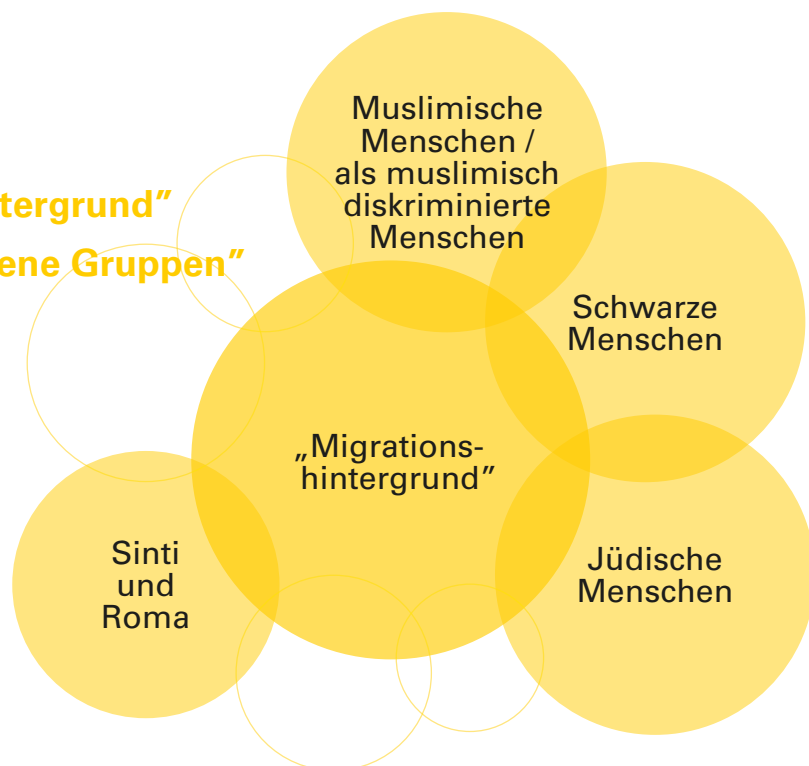 Muslimische
Menschen /
als muslimisch
diskriminierte
Menschen
tergrund”
ene Gruppen”
Schwarze
Menschen
„Migrations-
hintergrund”
Sinti
und
Roma
Jüdische
Menschen